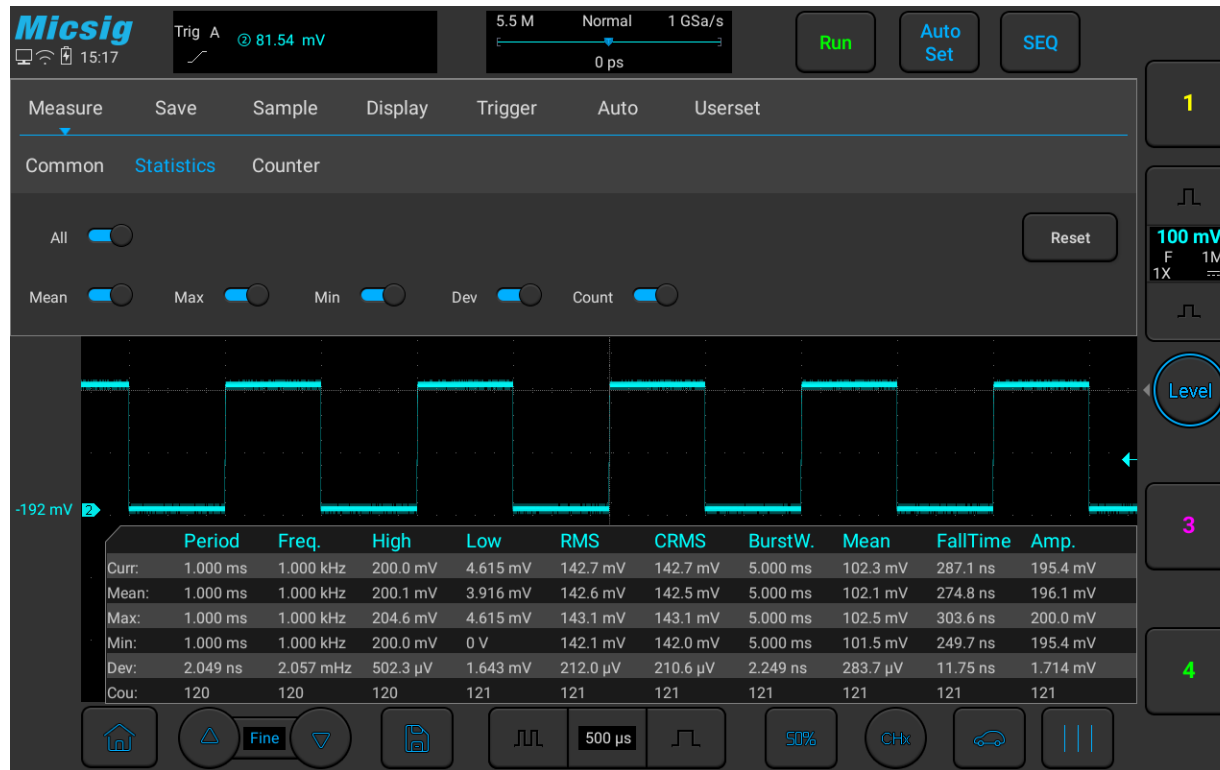 Micsig
15:17
Trig A ② 81.54 mV
5.5 M Normal 1 GSa/s
0 ps
Run
Auto
Set
SEQ
Measure Save Sample Display Trigger Auto Userset
Common Statistics Counter
All
Reset
Mean Max Min Dev Count
1
100 mV
F 1M
1X
Level
3
4
-192 mV 2
Period Freq. High Low RMS CRMS BurstW. Mean FallTime Amp.
Curr: 1.000 ms 1.000 kHz 200.0 mV 4.615 mV 142.7 mV 142.7 mV 5.000 ms 102.3 mV 287.1 ns 195.4 mV
Mean: 1.000 ms 1.000 kHz 200.1 mV 3.916 mV 142.6 mV 142.5 mV 5.000 ms 102.1 mV 274.8 ns 196.1 mV
Max: 1.000 ms 1.000 kHz 204.6 mV 4.615 mV 143.1 mV 143.1 mV 5.000 ms 102.5 mV 303.6 ns 200.0 mV
Min: 1.000 ms 1.000 kHz 200.0 mV 0 V 142.1 mV 142.0 mV 5.000 ms 101.5 mV 249.7 ns 195.4 mV
Dev: 2.049 ns 2.057 mHz 502.3 µV 1.643 mV 212.0 µV 210.6 µV 2.249 ns 283.7 µV 11.75 ns 1.714 mV
Cou: 120 120 120 121 121 121 121 121 121 121
Fine
500 µs
50%
CHx